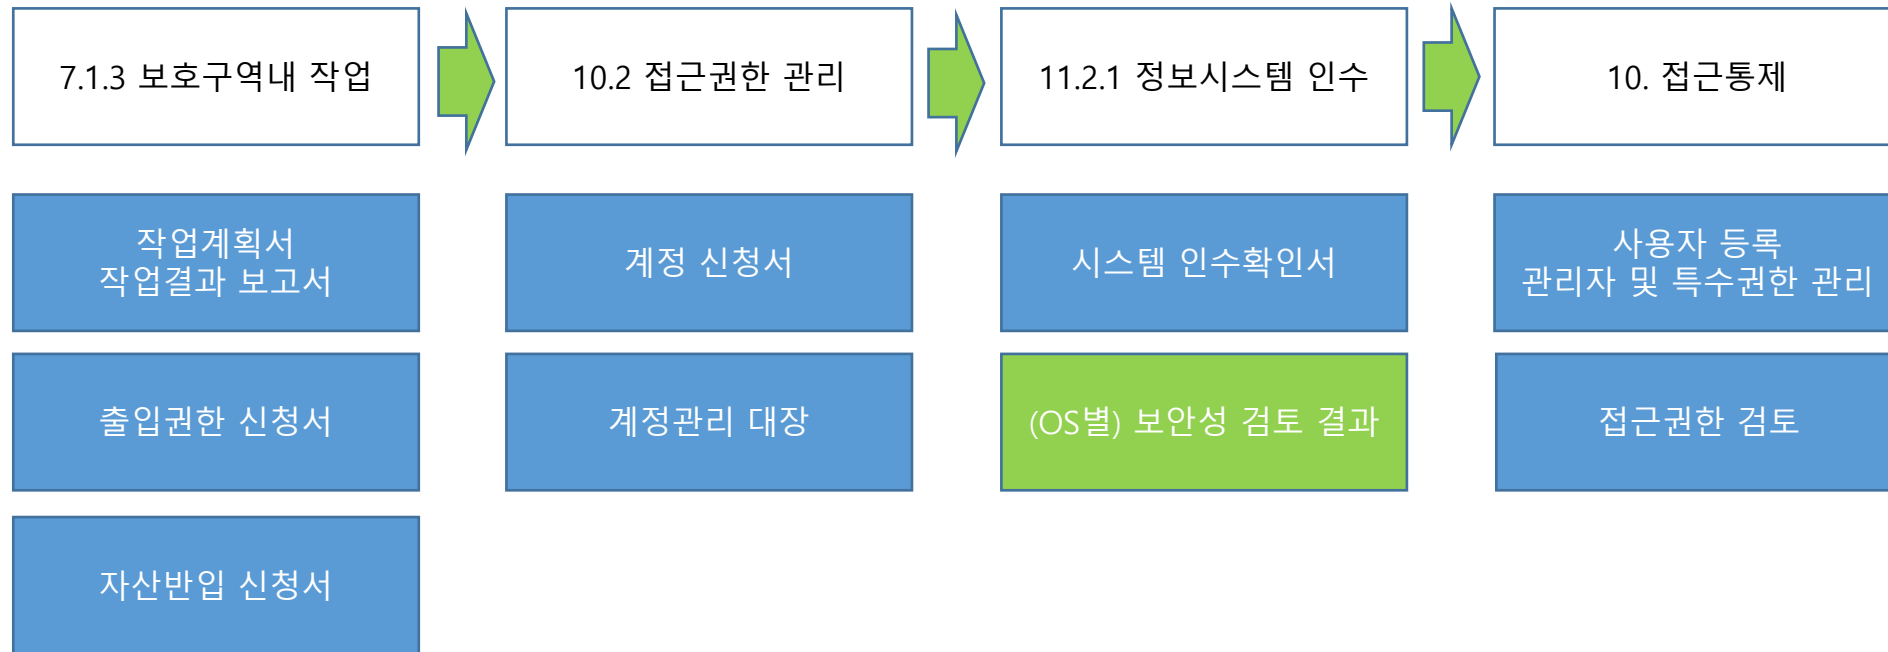 7.1.3 보호구역내 작업
10.2 접근권한 관리
11.2.1 정보시스템 인수
10. 접근통제
작업계획서
작업결과 보고서
계정 신청서
시스템 인수확인서
사용자 등록
관리자 및 특수권한 관리
출입권한 신청서
계정관리 대장
(OS별) 보안성 검토 결과
접근권한 검토
자산반입 신청서